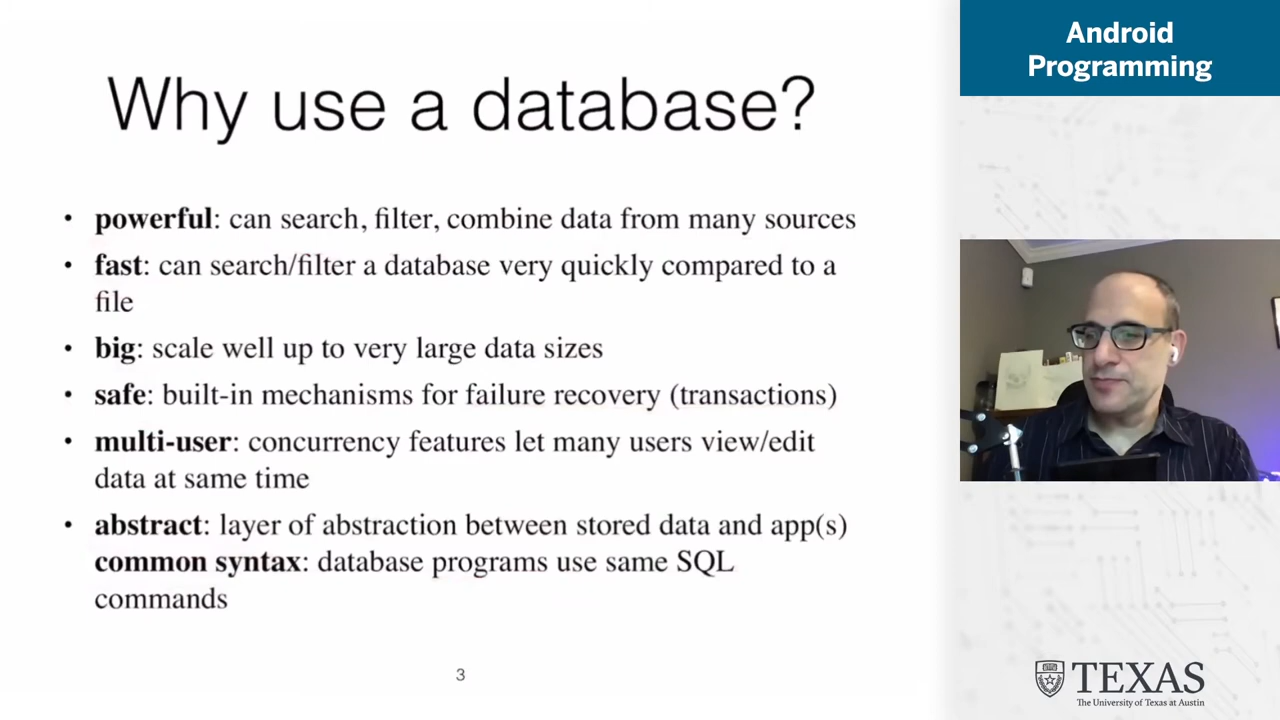 Why use a database?
• powerful: can search, filter, combine data from many sources
• fast: can search/filter a database very quickly compared to a
file
• big: scale well up to very large data sizes
• safe: built-in mechanisms for failure recovery (transactions)
• multi-user: concurrency features let many users view/edit
data at same time
• abstract: layer of abstraction between stored data and app(s)
common syntax: database programs use same SQL
commands
3
Android
Programming
TEXAS
The University of Texas at Austin